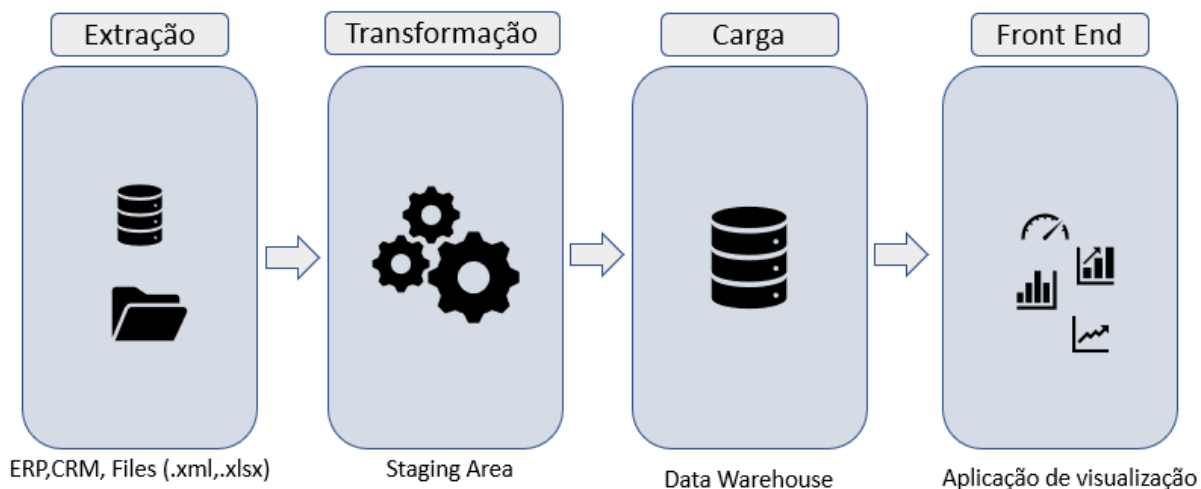 Extração
Transformação
Carga
Front End
ERP,CRM, Files (.xml,.xlsx)
Staging Area
Data Warehouse
Aplicação de visualização